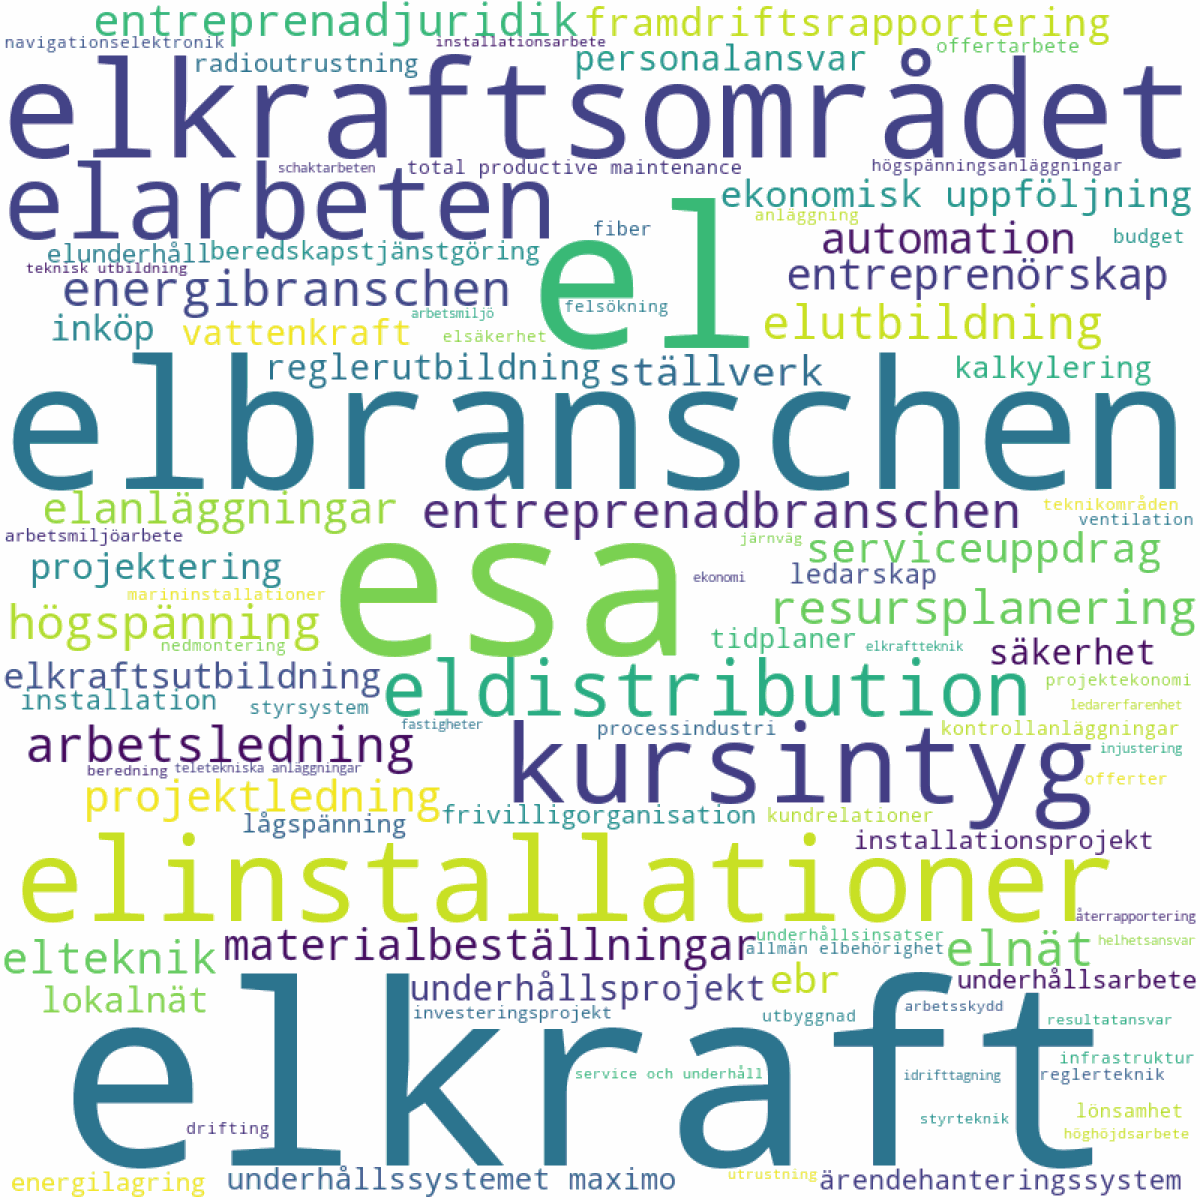 entreprenadjuridik framdriftsrapportering
navigationselektronik installationsarbete offertarbete
radioutrustning personalansvar
elkraftsområdet
schaktarbeten total productive maintenance högspänningsanläggningar
elarbeten ekonomisk uppföljning
anläggning
fiber automation budget
elunderhåll beredskapstjänstgöring
el
teknisk utbildning
energibranschen entreprenörskap
felsökning
arbetsmiljö
inköp vattenkraft elsäkerhet elutbildning
reglerutbildning ställverk kalkylering
elbranschen
elanläggningar entreprenadbranschen teknikområden
ventilation
arbetsmiljöarbete järnväg serviceuppdrag
projektering esa ekonomi ledarskap
marininstallationer resursplanering
högspänning
nedmontering tidplaner elkraftteknik säkerhet
elkraftsutbildning eldistribution projektekonomi
installation styrsystem ledarerfarenhet
fastigheter processindustri kontrollanläggningar
arbetsledning kursintyg injustering
beredning teletekniska anläggningar offerter
projektledning
frivilligorganisation kundrelationer
lågspänning installationsprojekt
elinstallationer
återrapportering
underhållsinsatser
materialbeställningar allmän elbehörighet elnät helhetsansvar
elteknik
ebr underhållsarbete
underhållsprojekt
lokalnät investeringsprojekt utbyggnad arbetsskydd
resultatansvar
elkraft
infrastruktur
service och underhåll idrifttagning reglerteknik
styrteknik lönsamhet
drifting höghöjdsarbete
energilagring underhållssystemet maximo utrustning ärendehanteringssystem